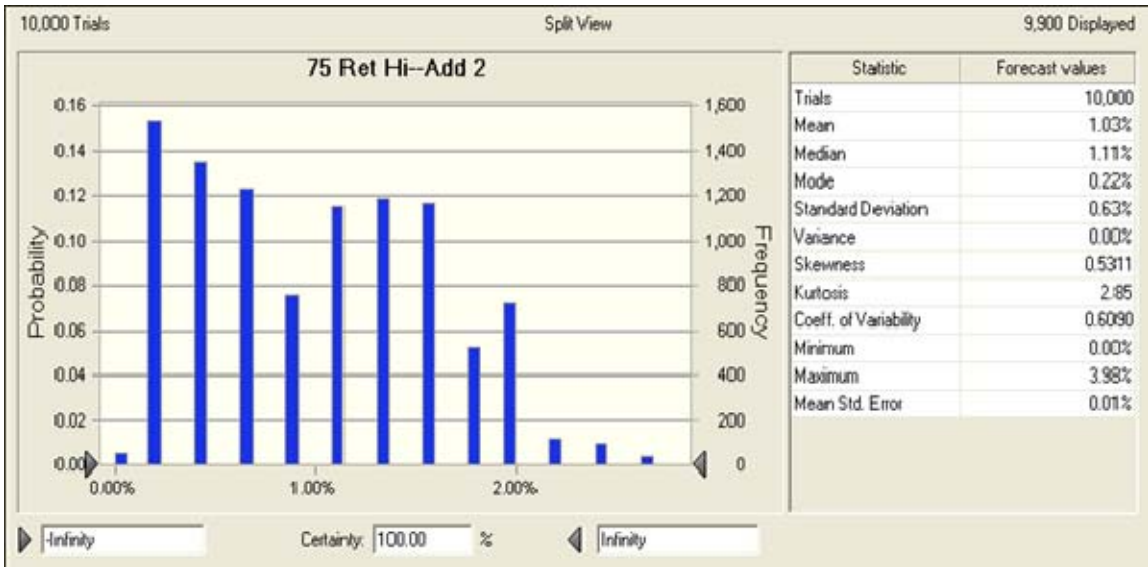 10,000 Trials Split View 9,900 Displayed
75 Ret Hi--Add 2
Probability
0.16
0.14
0.12
0.10
0.08
0.06
0.04
0.02
0.00
1,600
1,400
1,200
1,000
800
600
400
200
0
Frequency
0.00% 1.00% 2.00%
Statistic Forecast values
Trials 10,000
Mean 1.03%
Median 1.11%
Mode 0.22%
Standard Deviation 0.63%
Variance 0.00%
Skewness 0.5311
Kurtosis 2.85
Coeff. of Variability 0.6090
Minimum 0.00%
Maximum 3.98%
Mean Std. Error 0.01%
-Infinity Certainty: 100.00 % Infinity